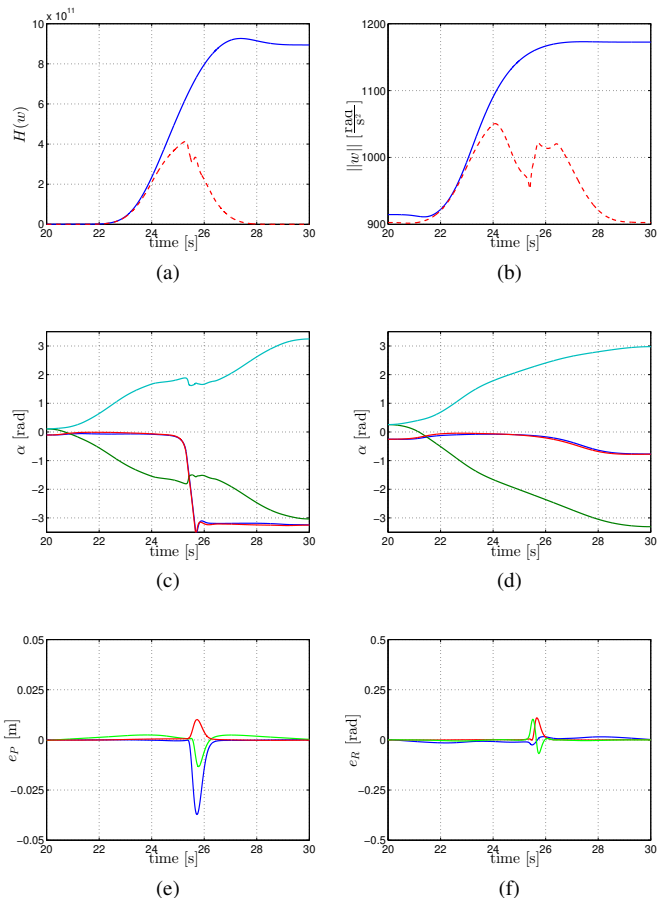 x 10^11
10
8
6
4
2
0
H(w)
20 22 24 26 28 30
time [s]
(a)
1200
1100
1000
900
||w|| [rad/s²]
20 22 24 26 28 30
time [s]
(b)
3
2
1
0
−1
−2
−3
α [rad]
20 22 24 26 28 30
time [s]
(c)
3
2
1
0
−1
−2
−3
α [rad]
20 22 24 26 28 30
time [s]
(d)
0.05
0.025
0
−0.025
−0.05
e_P [m]
20 22 24 26 28 30
time [s]
(e)
0.5
0.25
0
−0.25
−0.5
e_R [rad]
20 22 24 26 28 30
time [s]
(f)